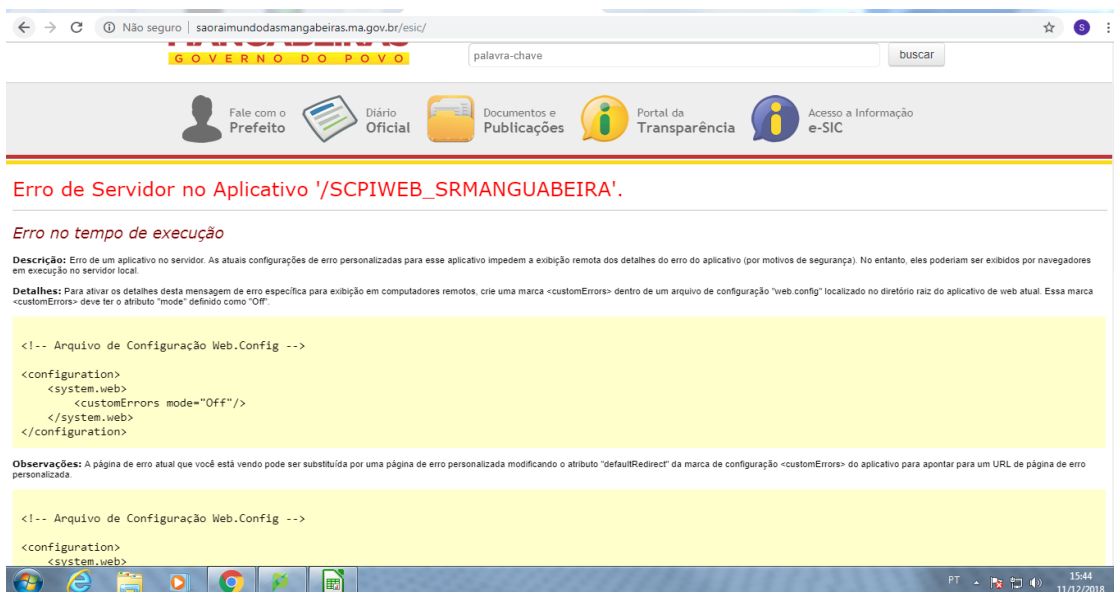 Não seguro | saoraimundodasmangabeiras.ma.gov.br/esic/
S
MANGABEIRAS
GOVERNO DO POVO
palavra-chave
buscar
Fale com o
Prefeito
Diário
Oficial
Documentos e
Publicações
Portal da
Transparência
Acesso a Informação
e-SIC
Erro de Servidor no Aplicativo '/SCPIWEB_SRMANGUABEIRA'.
Erro no tempo de execução
Descrição: Erro de um aplicativo no servidor. As atuais configurações de erro personalizadas para esse aplicativo impedem a exibição remota dos detalhes do erro do aplicativo (por motivos de segurança). No entanto, eles poderiam ser exibidos por navegadores
em execução no servidor local.
Detalhes: Para ativar os detalhes desta mensagem de erro específica para exibição em computadores remotos, crie uma marca <customErrors> dentro de um arquivo de configuração "web.config" localizado no diretório raiz do aplicativo de web atual. Essa marca
<customErrors> deve ter o atributo "mode" definido como "Off".
<!-- Arquivo de Configuração Web.Config -->
<configuration>
    <system.web>
        <customErrors mode="Off"/>
    </system.web>
</configuration>
Observações: A página de erro atual que você está vendo pode ser substituída por uma página de erro personalizada modificando o atributo "defaultRedirect" da marca de configuração <customErrors> do aplicativo para apontar para um URL de página de erro
personalizada.
<!-- Arquivo de Configuração Web.Config -->
<configuration>
    <system.web>
PT
15:44
11/12/2018